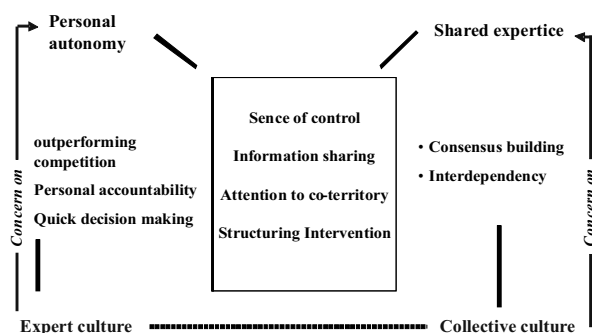 Personal
autonomy
Shared expertice
Concern on
outperforming
competition
Personal accountability
Quick decision making
Sence of control
Information sharing
Attention to co-territory
Structuring Intervention
• Consensus building
• Interdependency
Concern on
Expert culture
Collective culture